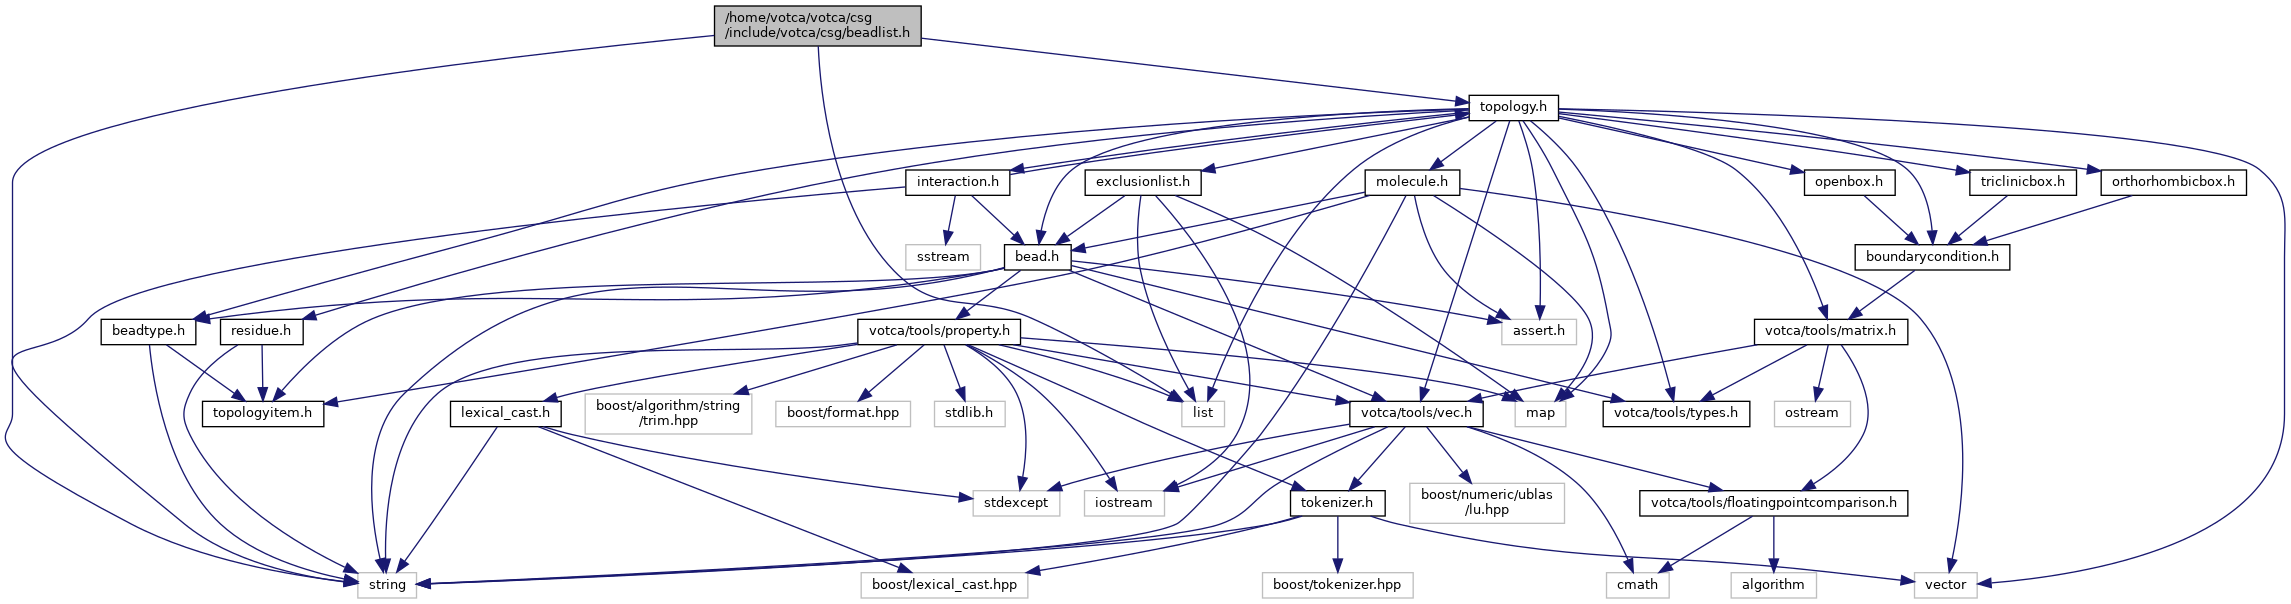 /home/votca/votca/csg
/include/votca/csg/beadlist.h
topology.h
interaction.h
exclusionlist.h
molecule.h
openbox.h
triclinicbox.h
orthorhombicbox.h
sstream
bead.h
boundarycondition.h
beadtype.h
residue.h
votca/tools/property.h
assert.h
votca/tools/matrix.h
topologyitem.h
lexical_cast.h
boost/algorithm/string
/trim.hpp
boost/format.hpp
stdlib.h
list
votca/tools/vec.h
map
votca/tools/types.h
ostream
stdexcept
iostream
tokenizer.h
boost/numeric/ublas
/lu.hpp
votca/tools/floatingpointcomparison.h
string
boost/lexical_cast.hpp
boost/tokenizer.hpp
cmath
algorithm
vector